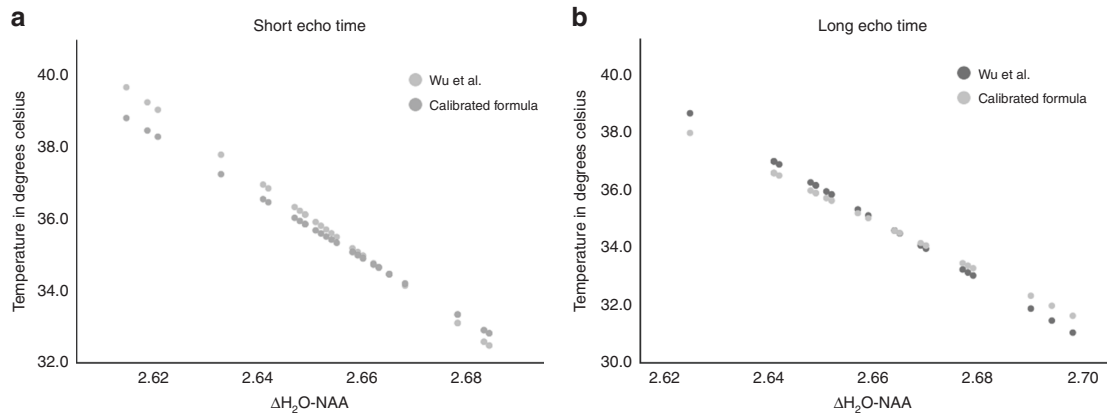 a
Short echo time
Temperature in degrees celsius
40.0
38.0
36.0
34.0
32.0
Wu et al.
Calibrated formula
2.62
2.64
2.66
2.68
ΔH₂O-NAA
b
Long echo time
Temperature in degrees celsius
40.0
38.0
36.0
34.0
32.0
30.0
Wu et al.
Calibrated formula
2.62
2.64
2.66
2.68
2.70
ΔH₂O-NAA